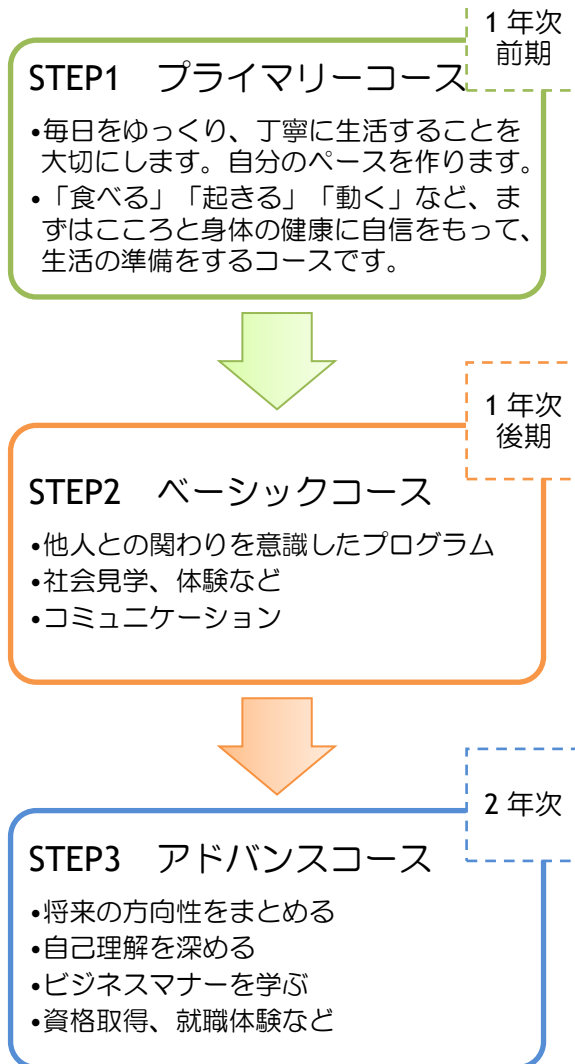 1 年次
前期
STEP1 プライマリーコース
•毎日をゆっくり、丁寧に生活することを
大切にします。自分のペースを作ります。
•「食べる」「起きる」「動く」など、ま
ずはこころと身体の健康に自信をもって、
生活の準備をするコースです。
1 年次
後期
STEP2 ベーシックコース
•他人との関わりを意識したプログラム
•社会見学、体験など
•コミュニケーション
2 年次
STEP3 アドバンスコース
•将来の方向性をまとめる
•自己理解を深める
•ビジネスマナーを学ぶ
•資格取得、就職体験など